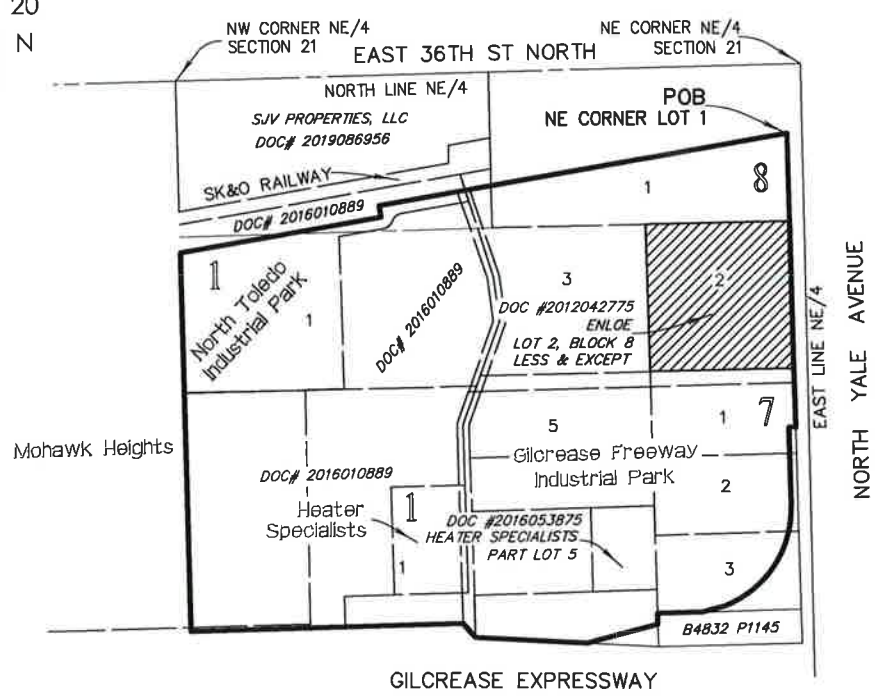 20
N
NW CORNER NE/4
SECTION 21
EAST 36TH ST NORTH
NE CORNER NE/4
SECTION 21
NORTH LINE NE/4
SJV PROPERTIES, LLC
DOC# 2019086956
POB
NE CORNER LOT 1
SK&O RAILWAY
DOC# 2016010889
1
8
1
North Toledo
Industrial Park
1
DOC# 2016010889
3
DOC #2012042775
ENLOE
LOT 2, BLOCK 8
LESS & EXCEPT
2
EAST LINE NE/4
NORTH YALE AVENUE
Mohawk Heights
DOC# 2016010889
Heater
Specialists
1
1
5
Gilcrease Freeway
Industrial Park
1
7
2
DOC #2016053875
HEATER SPECIALISTS
PART LOT 5
3
B4832 P1145
GILCREASE EXPRESSWAY